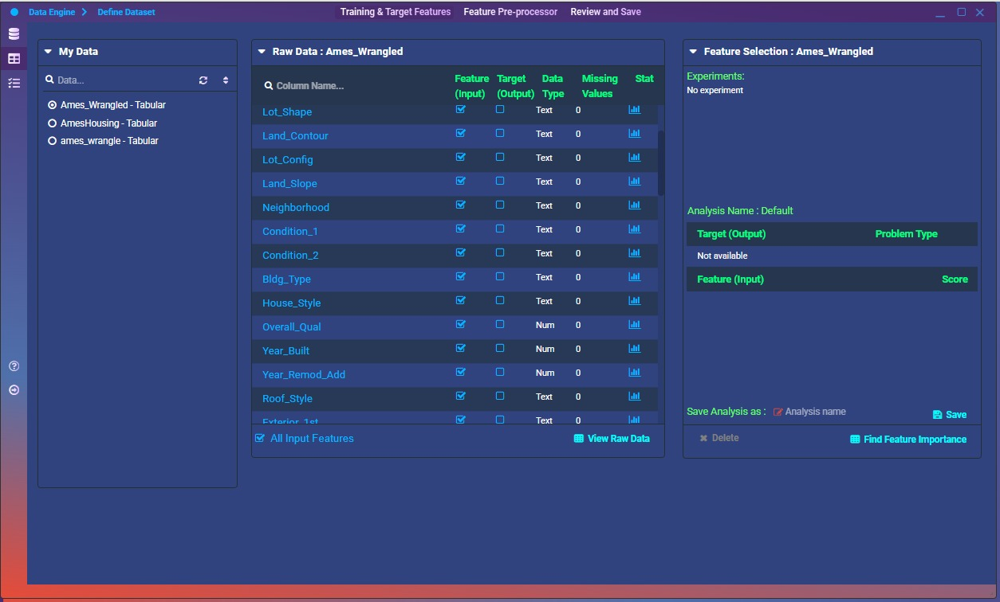 Data Engine Define Dataset Training & Target Features Feature Pre-processor Review and Save
My Data
Data...
Ames_Wrangled - Tabular
AmesHousing - Tabular
ames_wrangle - Tabular
Raw Data : Ames_Wrangled
Column Name... Feature (Input) Target (Output) Data Type Missing Values Stat
Lot_Shape Text 0
Land_Contour Text 0
Lot_Config Text 0
Land_Slope Text 0
Neighborhood Text 0
Condition_1 Text 0
Condition_2 Text 0
Bldg_Type Text 0
House_Style Text 0
Overall_Qual Num 0
Year_Built Num 0
Year_Remod_Add Num 0
Roof_Style Text 0
Exterior_1st Text 0
All Input Features View Raw Data
Feature Selection : Ames_Wrangled
Experiments:
No experiment
Analysis Name : Default
Target (Output) Problem Type
Not available
Feature (Input) Score
Save Analysis as : Analysis name Save
Delete Find Feature Importance